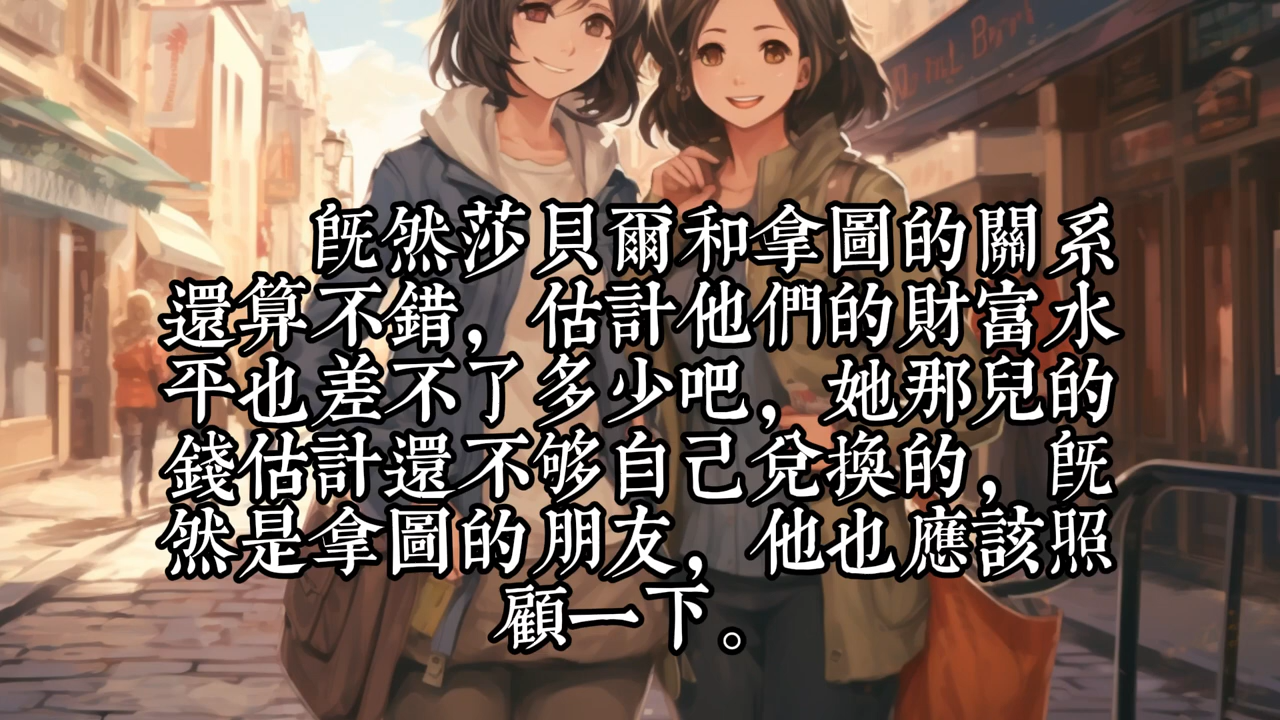 既然莎貝爾和拿圖的關系
還算不錯，估計他們的財富水
平也差不了多少吧，她那兒的
錢估計還不够自己兌換的，既
然是拿圖的朋友，他也應該照
顧一下。